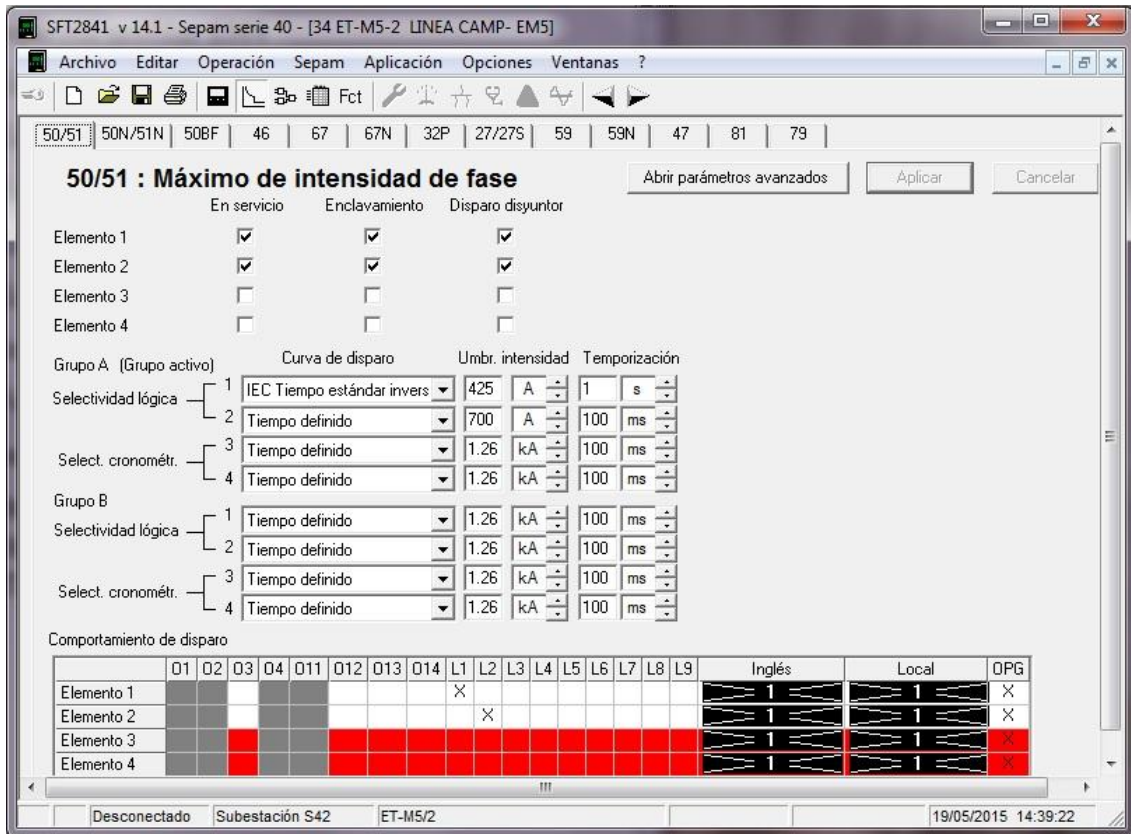 SFT2841 v 14.1 - Sepam serie 40 - [34 ET-M5-2 LINEA CAMP- EM5]
Archivo Editar Operación Sepam Aplicación Opciones Ventanas ?
Fct
50/51 50N/51N 50BF 46 67 67N 32P 27/27S 59 59N 47 81 79
50/51 : Máximo de intensidad de fase Abrir parámetros avanzados Aplicar Cancelar
En servicio Enclavamiento Disparo disyuntor
Elemento 1
Elemento 2
Elemento 3
Elemento 4
Grupo A (Grupo activo) Curva de disparo Umbr. intensidad Temporización
Selectividad lógica
1 IEC Tiempo estándar invers 425 A 1 s
2 Tiempo definido 700 A 100 ms
Select. cronométr.
3 Tiempo definido 1.26 kA 100 ms
4 Tiempo definido 1.26 kA 100 ms
Grupo B
Selectividad lógica
1 Tiempo definido 1.26 kA 100 ms
2 Tiempo definido 1.26 kA 100 ms
Select. cronométr.
3 Tiempo definido 1.26 kA 100 ms
4 Tiempo definido 1.26 kA 100 ms
Comportamiento de disparo
O1 O2 O3 O4 O11 O12 O13 O14 L1 L2 L3 L4 L5 L6 L7 L8 L9 Inglés Local OPG
Elemento 1 X 1 1 X
Elemento 2 X 1 1 X
Elemento 3 1 1 X
Elemento 4 1 1 X
Desconectado Subestación S42 ET-M5/2 19/05/2015 14:39:22